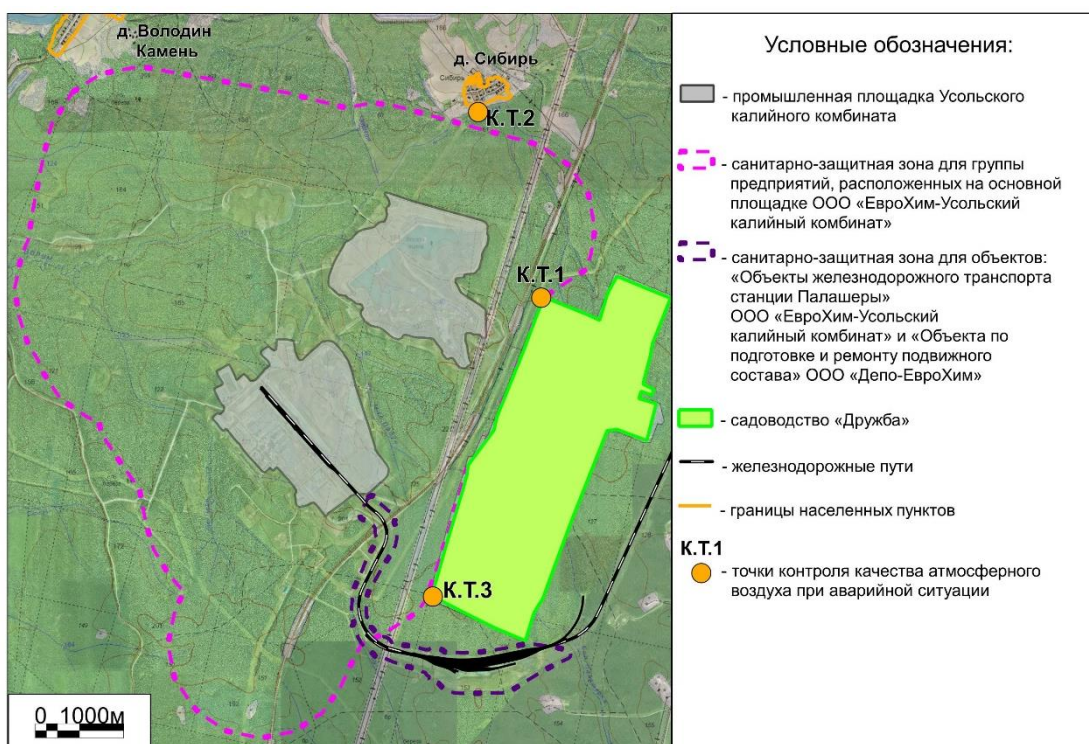 д. Володин
Камень
д. Сибирь
Сибирь
К.Т.2
К.Т.1
К.Т.3
0 1000м
Условные обозначения:
- промышленная площадка Усольского
калийного комбината
- санитарно-защитная зона для группы
предприятий, расположенных на основной
площадке ООО «ЕвроХим-Усольский
калийный комбинат»
- санитарно-защитная зона для объектов:
«Объекты железнодорожного транспорта
станции Палашеры»
ООО «ЕвроХим-Усольский
калийный комбинат» и «Объекта по
подготовке и ремонту подвижного
состава» ООО «Депо-ЕвроХим»
- садоводство «Дружба»
- железнодорожные пути
- границы населенных пунктов
К.Т.1
- точки контроля качества атмосферного
воздуха при аварийной ситуации